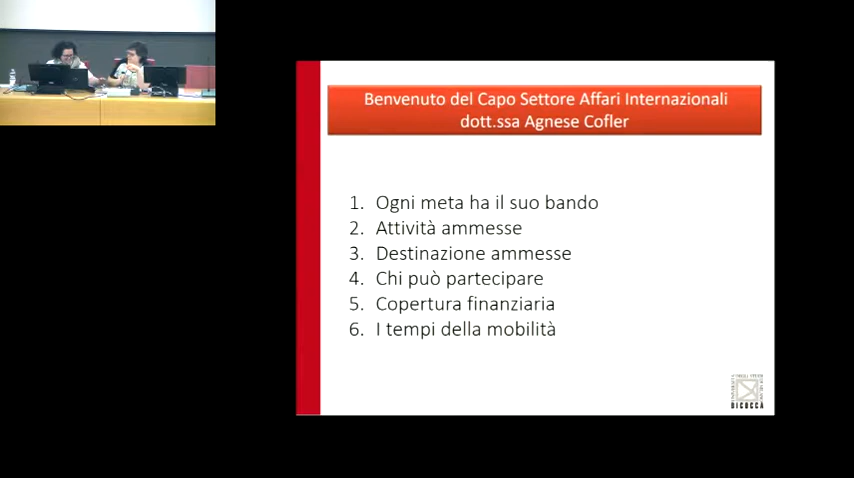 Benvenuto del Capo Settore Affari Internazionali
dott.ssa Agnese Cofler
1. Ogni meta ha il suo bando
2. Attività ammesse
3. Destinazione ammesse
4. Chi può partecipare
5. Copertura finanziaria
6. I tempi della mobilità
BICOCCA